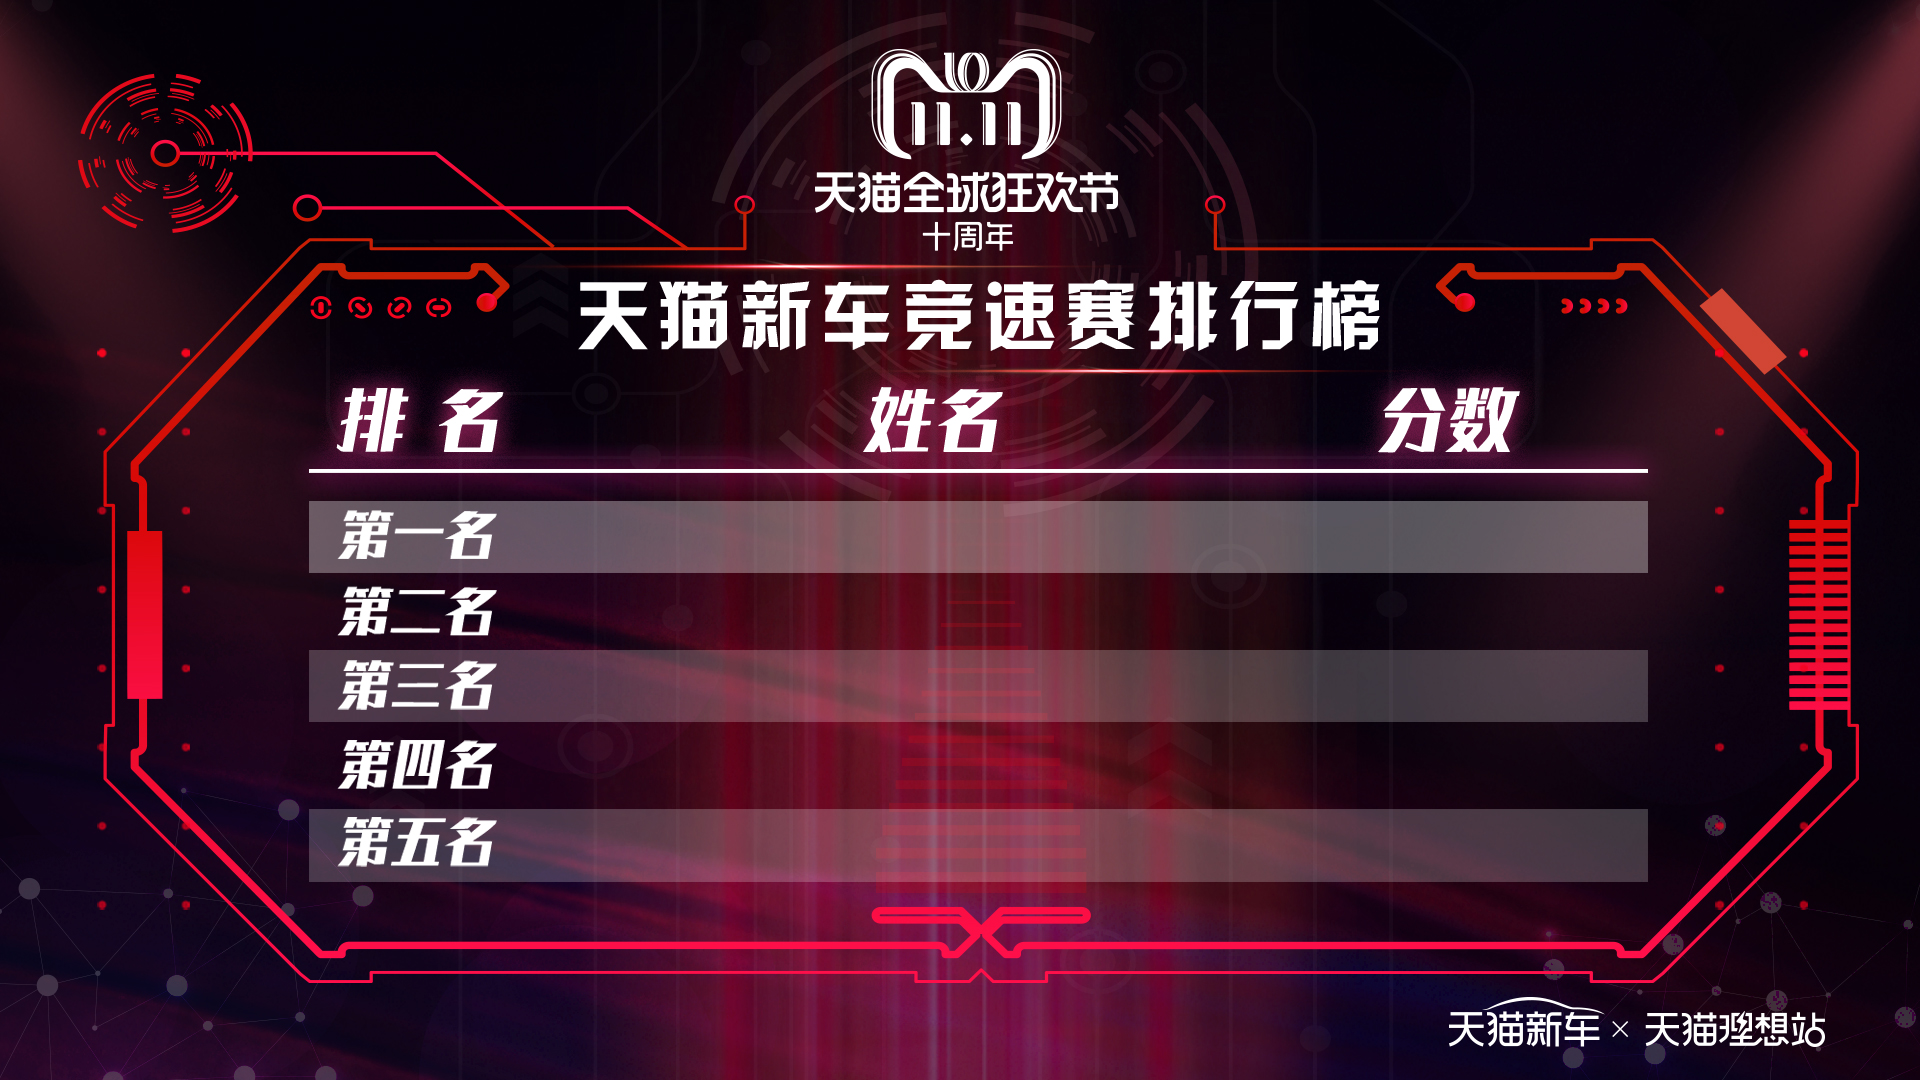 10
11.11
天猫全球狂欢节
十周年
天猫新车竞速赛排行榜
排 名 姓名 分数
第一名
第二名
第三名
第四名
第五名
天猫新车 × 天猫理想站